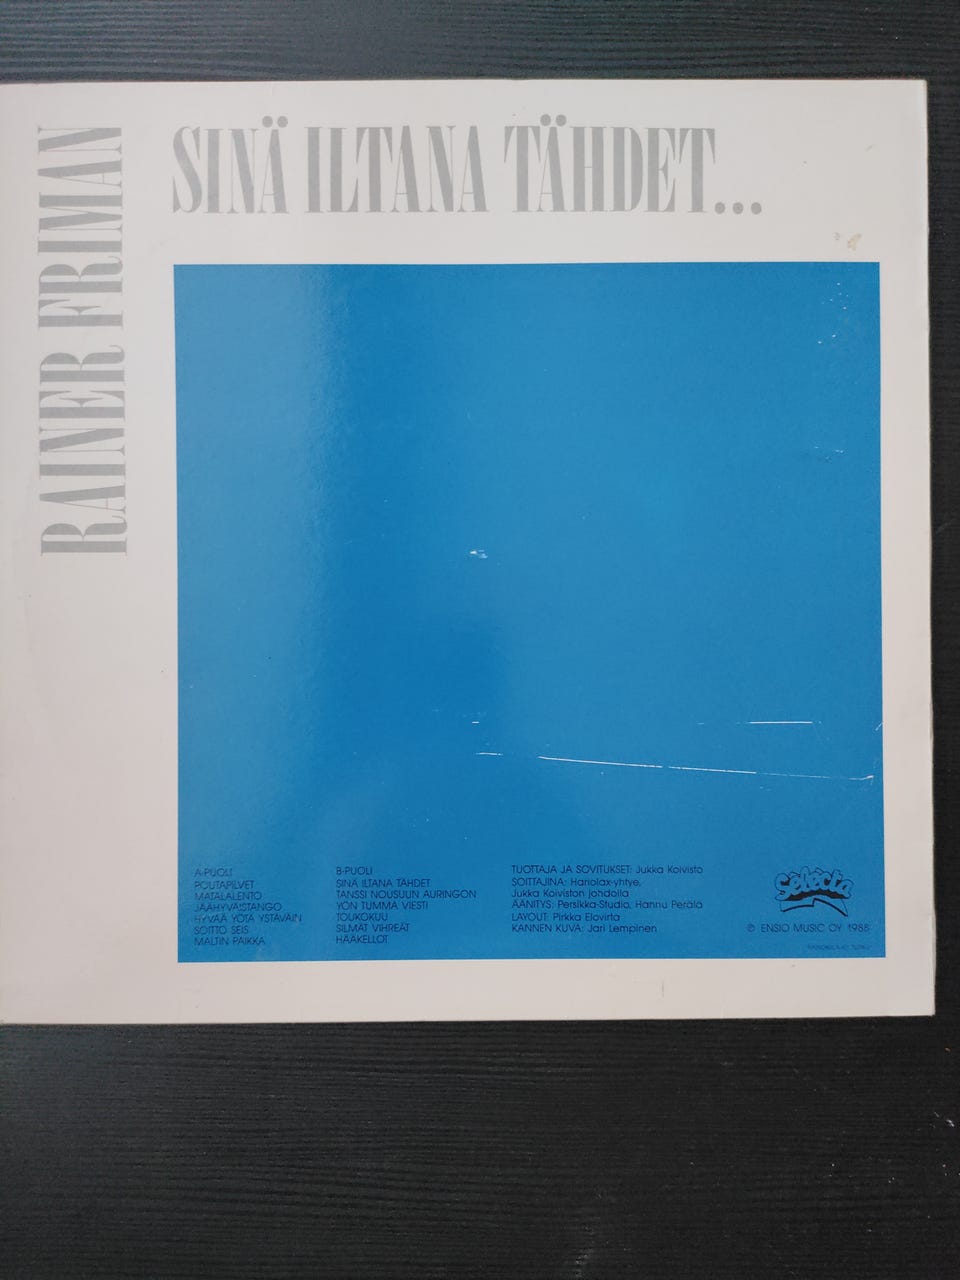 SINÄ ILTANA TÄHDET...
RAINER FRIMAN
A-PUOLI
POUTAPILVET
MATALALENTO
JÄÄHYVÄISTANGO
HYVÄÄ YÖTÄ YSTÄVÄIN
SOITTO SEIS
MALTIN PAIKKA
B-PUOLI
SINÄ ILTANA TÄHDET
TANSSI NOUSUUN AURINGON
YÖN TUMMA VIESTI
TOUKOKUU
SILMÄT VIHREÄT
HÄÄKELLOT
TUOTTAJA JA SOVITUKSET: Jukka Koivisto
SOITTAJINA: Hariolax-yhtye,
Jukka Koiviston johdolla
ÄÄNITYS: Persikka-Studio, Hannu Perälä
LAYOUT: Pirkka Elovirta
KANNEN KUVA: Jari Lempinen
Selecta
℗ ENSIO MUSIC OY 1988